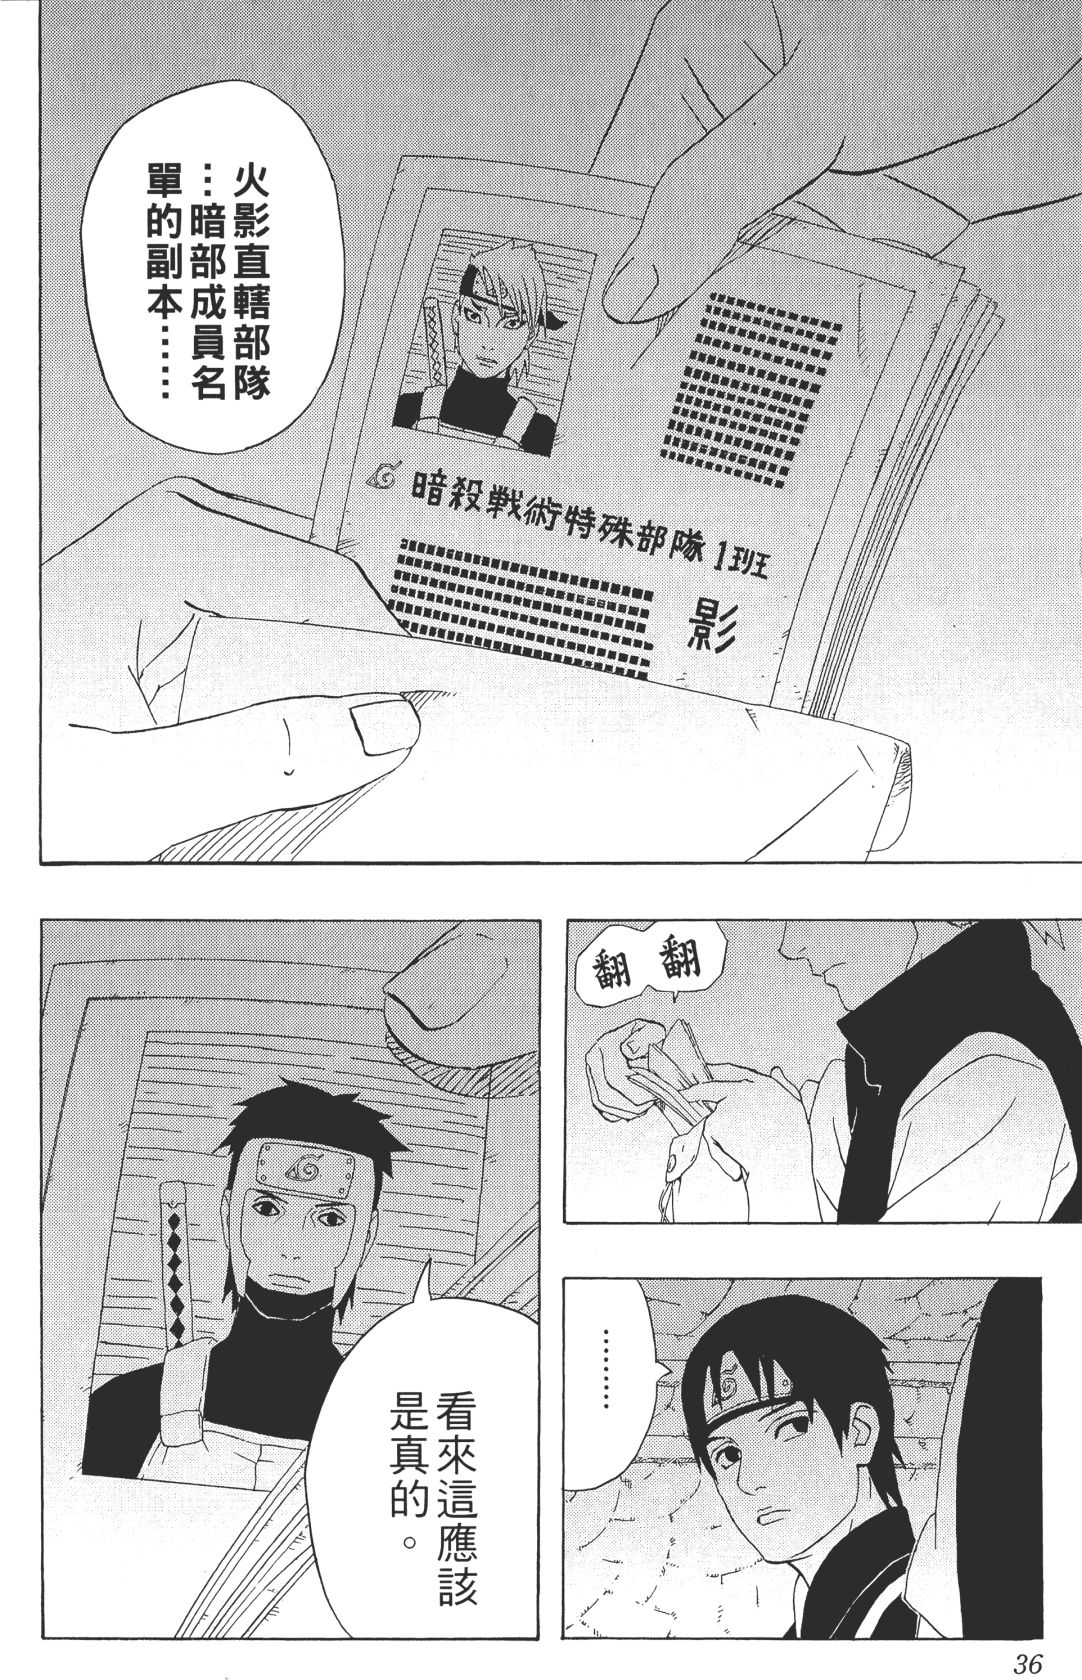 火影直轄部隊
…暗部成員名
單的副本……
暗殺戦術特殊部隊 1班
影
翻
翻
………
看來這應該
是真的。
36